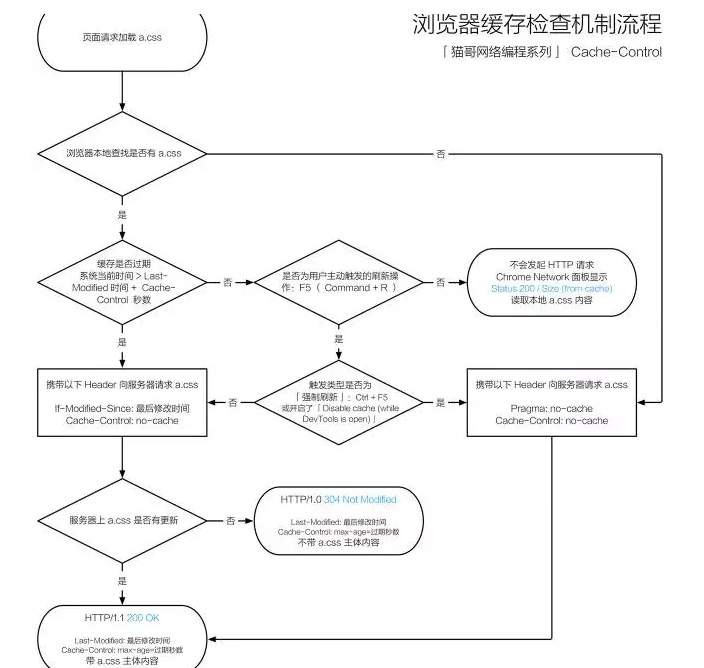 浏览器缓存检查机制流程
「猫哥网络编程系列」 Cache-Control
页面请求加载 a.css
浏览器本地查找是否有 a.css
否
是
缓存是否过期
系统当前时间 > Last-
Modified 时间 + Cache-
Control 秒数
否
是否为用户主动触发的刷新操
作：F5（ Command + R ）
否
不会发起 HTTP 请求
Chrome Network 面板显示
Status 200 / Size (from cache)
读取本地 a.css 内容
是
是
携带以下 Header 向服务器请求 a.css
If-Modified-Since: 最后修改时间
Cache-Control: no-cache
否
触发类型是否为
「强制刷新」：Ctrl + F5
或开启了「 Disable cache (while
DevTools is open) 」
是
携带以下 Header 向服务器请求 a.css
Pragma: no-cache
Cache-Control: no-cache
服务器上 a.css 是否有更新
否
HTTP/1.0 304 Not Modified
Last-Modified: 最后修改时间
Cache-Control: max-age=过期秒数
不带 a.css 主体内容
是
HTTP/1.1 200 OK
Last-Modified: 最后修改时间
Cache-Control: max-age=过期秒数
带 a.css 主体内容